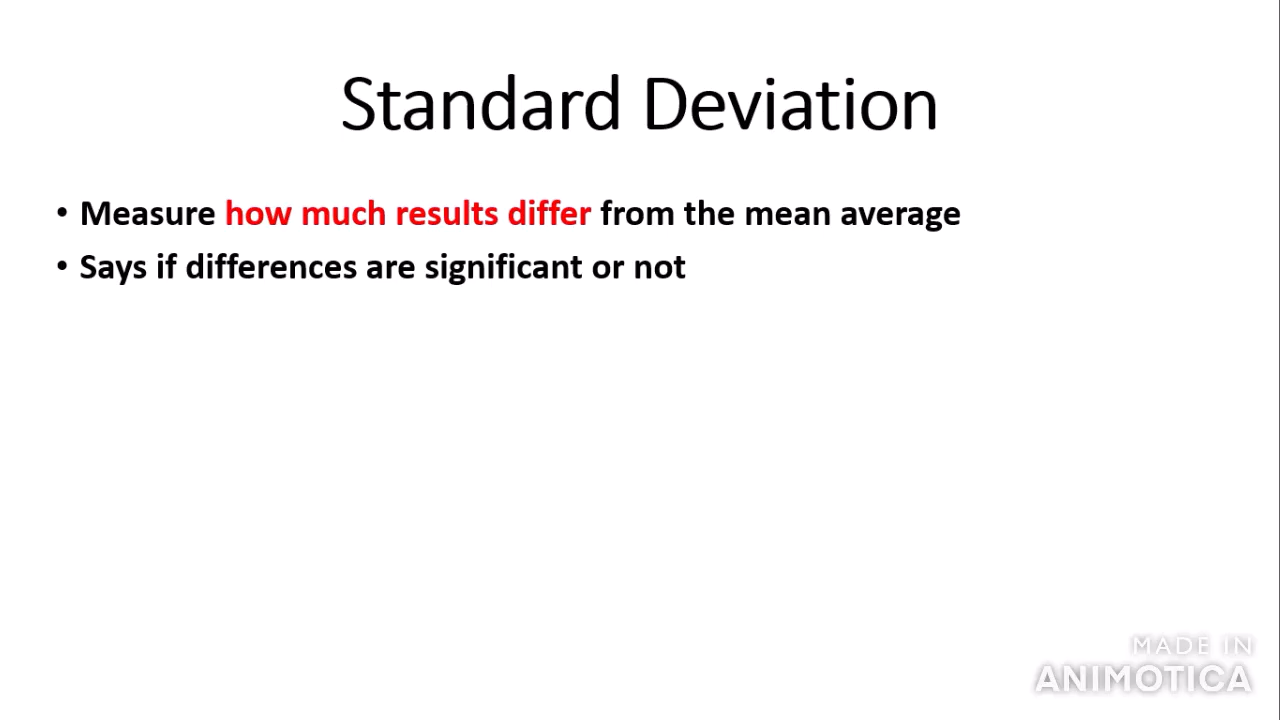 Standard Deviation
• Measure how much results differ from the mean average
• Says if differences are significant or not
MADE IN
ANIMOTICA